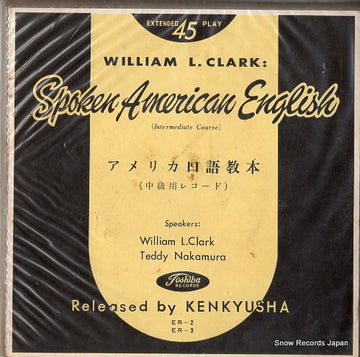 EXTENDED 45 PLAY
WILLIAM L. CLARK:
Spoken American English
(Intermediate Course)
アメリカ口語教本
(中級用レコード)
Speakers:
William L.Clark
Teddy Nakamura
Toshiba
RECORDS
Released by KENKYUSHA
ER-2
ER-3
Snow Records Japan